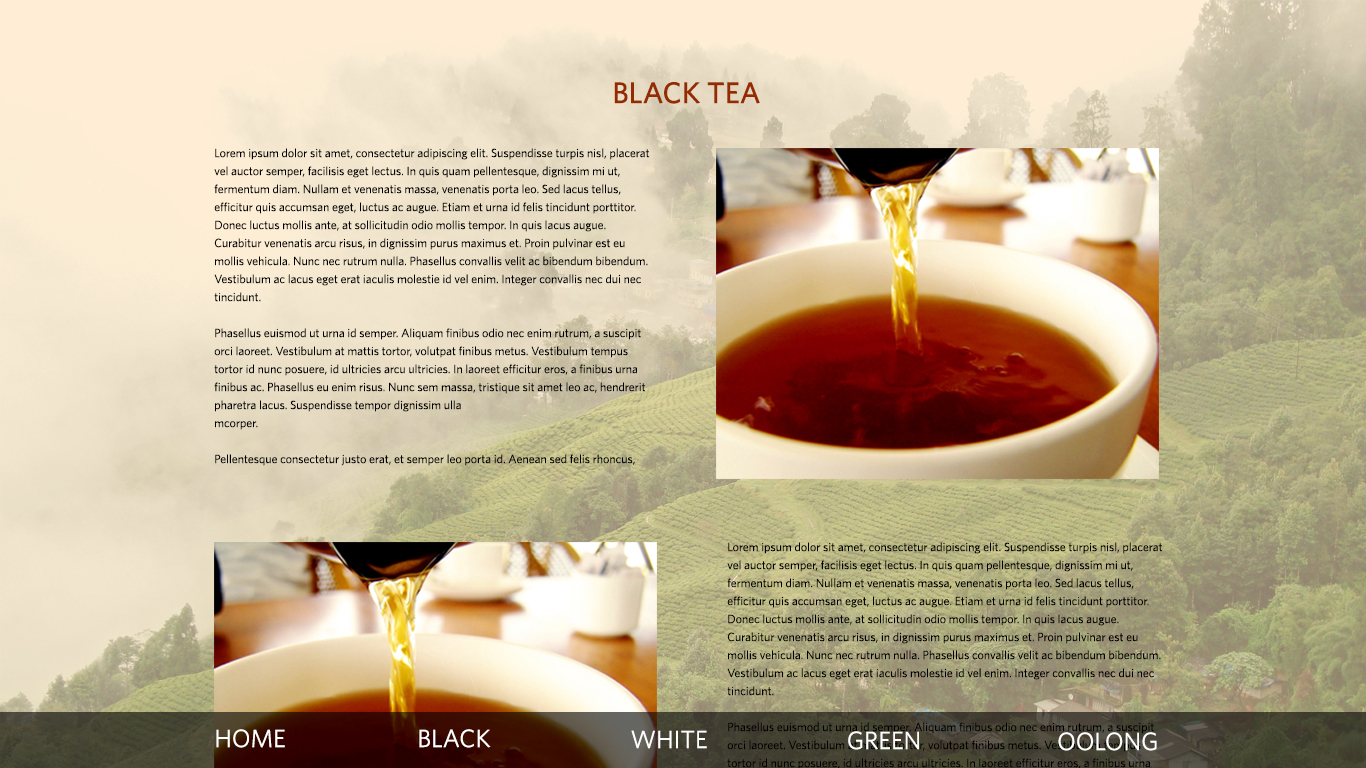 BLACK TEA
Lorem ipsum dolor sit amet, consectetur adipiscing elit. Suspendisse turpis nisl, placerat
vel auctor semper, facilisis eget lectus. In quis quam pellentesque, dignissim mi ut,
fermentum diam. Nullam et venenatis massa, venenatis porta leo. Sed lacus tellus,
efficitur quis accumsan eget, luctus ac augue. Etiam et urna id felis tincidunt porttitor.
Donec luctus mollis ante, at sollicitudin odio mollis tempor. In quis lacus augue.
Curabitur venenatis arcu risus, in dignissim purus maximus et. Proin pulvinar est eu
mollis vehicula. Nunc nec rutrum nulla. Phasellus convallis velit ac bibendum bibendum.
Vestibulum ac lacus eget erat iaculis molestie id vel enim. Integer convallis nec dui nec
tincidunt.
Phasellus euismod ut urna id semper. Aliquam finibus odio nec enim rutrum, a suscipit
orci laoreet. Vestibulum at mattis tortor, volutpat finibus metus. Vestibulum tempus
tortor id nunc posuere, id ultricies arcu ultricies. In laoreet efficitur eros, a finibus urna
finibus ac. Phasellus eu enim risus. Nunc sem massa, tristique sit amet leo ac, hendrerit
pharetra lacus. Suspendisse tempor dignissim ulla
mcorper.
Pellentesque consectetur justo erat, et semper leo porta id. Aenean sed felis rhoncus,
Lorem ipsum dolor sit amet, consectetur adipiscing elit. Suspendisse turpis nisl, placerat
vel auctor semper, facilisis eget lectus. In quis quam pellentesque, dignissim mi ut,
fermentum diam. Nullam et venenatis massa, venenatis porta leo. Sed lacus tellus,
efficitur quis accumsan eget, luctus ac augue. Etiam et urna id felis tincidunt porttitor.
Donec luctus mollis ante, at sollicitudin odio mollis tempor. In quis lacus augue.
Curabitur venenatis arcu risus, in dignissim purus maximus et. Proin pulvinar est eu
mollis vehicula. Nunc nec rutrum nulla. Phasellus convallis velit ac bibendum bibendum.
Vestibulum ac lacus eget erat iaculis molestie id vel enim. Integer convallis nec dui nec
tincidunt.
Phasellus euismod ut urna id semper. Aliquam finibus odio nec enim rutrum, a suscipit
orci laoreet. Vestibulum volutpat finibus metus.
tortor id nunc posuere, id ultricies arcu ultricies. In laoreet efficitur eros, a finibus urna
HOME BLACK WHITE GREEN OOLONG